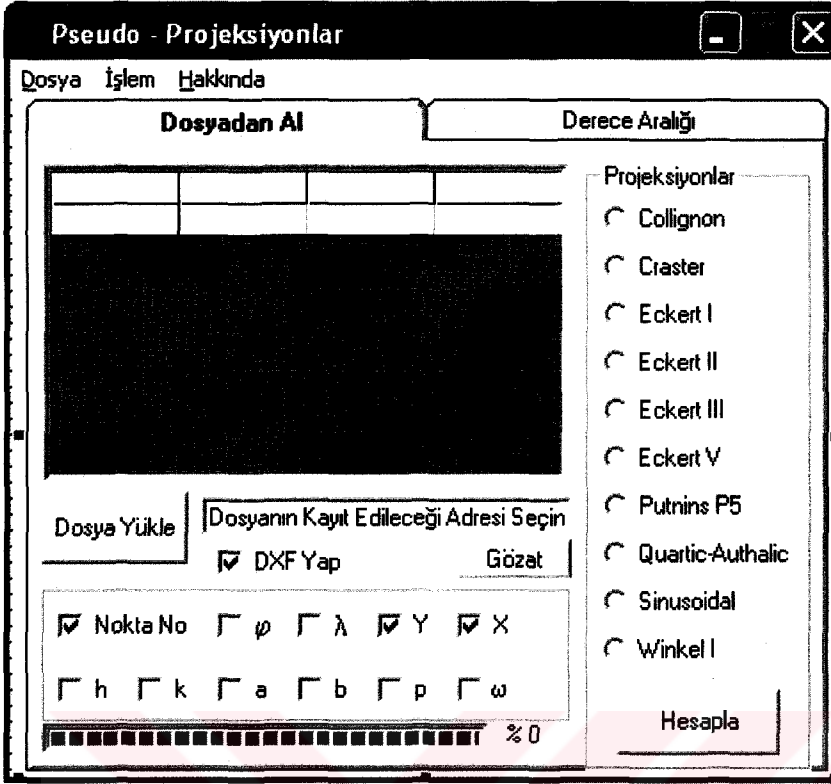 Pseudo - Projeksiyonlar
Dosya İşlem Hakkında
Dosyadan Al
Derece Aralığı
Projeksiyonlar
Collignon
Craster
Eckert I
Eckert II
Eckert III
Eckert V
Putnins P5
Quartic-Authalic
Sinusoidal
Winkel I
Hesapla
Dosya Yükle
Dosyanın Kayıt Edileceği Adresi Seçin
DXF Yap
Gözat
Nokta No φ λ Y X
h k a b p ω
% 0